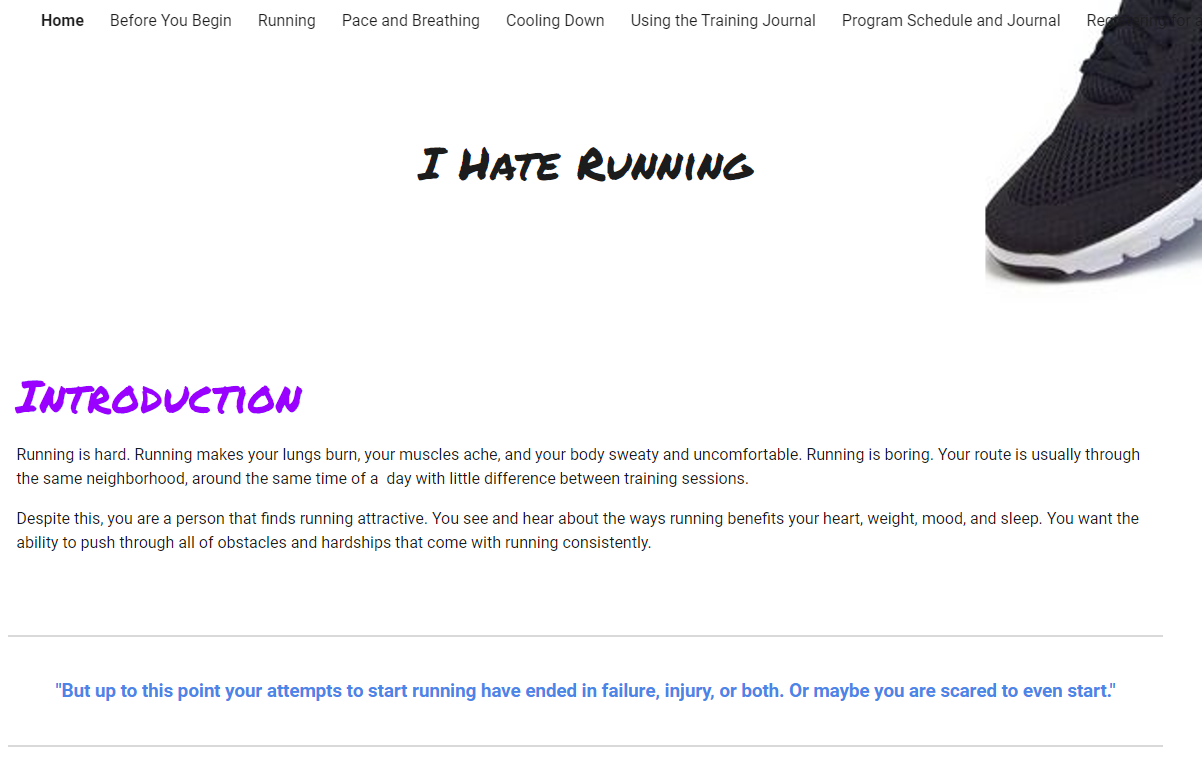 Home Before You Begin Running Pace and Breathing Cooling Down Using the Training Journal Program Schedule and Journal
I Hate Running
Introduction
Running is hard. Running makes your lungs burn, your muscles ache, and your body sweaty and uncomfortable. Running is boring. Your route is usually through
the same neighborhood, around the same time of a  day with little difference between training sessions.
Despite this, you are a person that finds running attractive. You see and hear about the ways running benefits your heart, weight, mood, and sleep. You want the
ability to push through all of obstacles and hardships that come with running consistently.
"But up to this point your attempts to start running have ended in failure, injury, or both. Or maybe you are scared to even start."